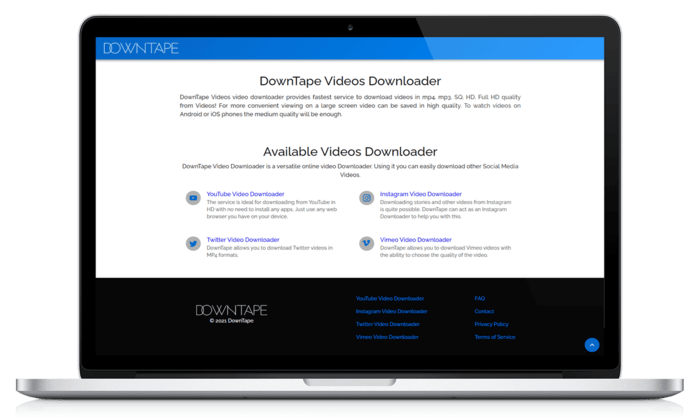 DOWNTAPE
DownTape Videos Downloader
DownTape Videos video downloader provides fastest service to download videos in mp4, mp3, SQ, HD, Full HD quality
from Videos! For more convenient viewing on a large screen video can be saved in high quality. To watch videos on
Android or iOS phones the medium quality will be enough
Available Videos Downloader
DownTape Video Downloader is a versatile online video Downloader. Using it you can easily download other Social Media
Videos.
YouTube Video Downloader
The service is ideal for downloading from YouTube in
HD with no need to install any apps. Just use any web
browser you have on your device.
Instagram Video Downloader
Downloading stories and other videos from Instagram
is quite possible. DownTape can act as an Instagram
Downloader to help you with this.
Twitter Video Downloader
DownTape allows you to download Twitter videos in
MP4 formats.
Vimeo Video Downloader
DownTape allows you to download Vimeo videos with
the ability to choose the quality of the video.
DOWNTAPE
© 2021 DownTape
YouTube Video Downloader
Instagram Video Downloader
Twitter Video Downloader
Vimeo Video Downloader
FAQ
Contact
Privacy Policy
Terms of Service